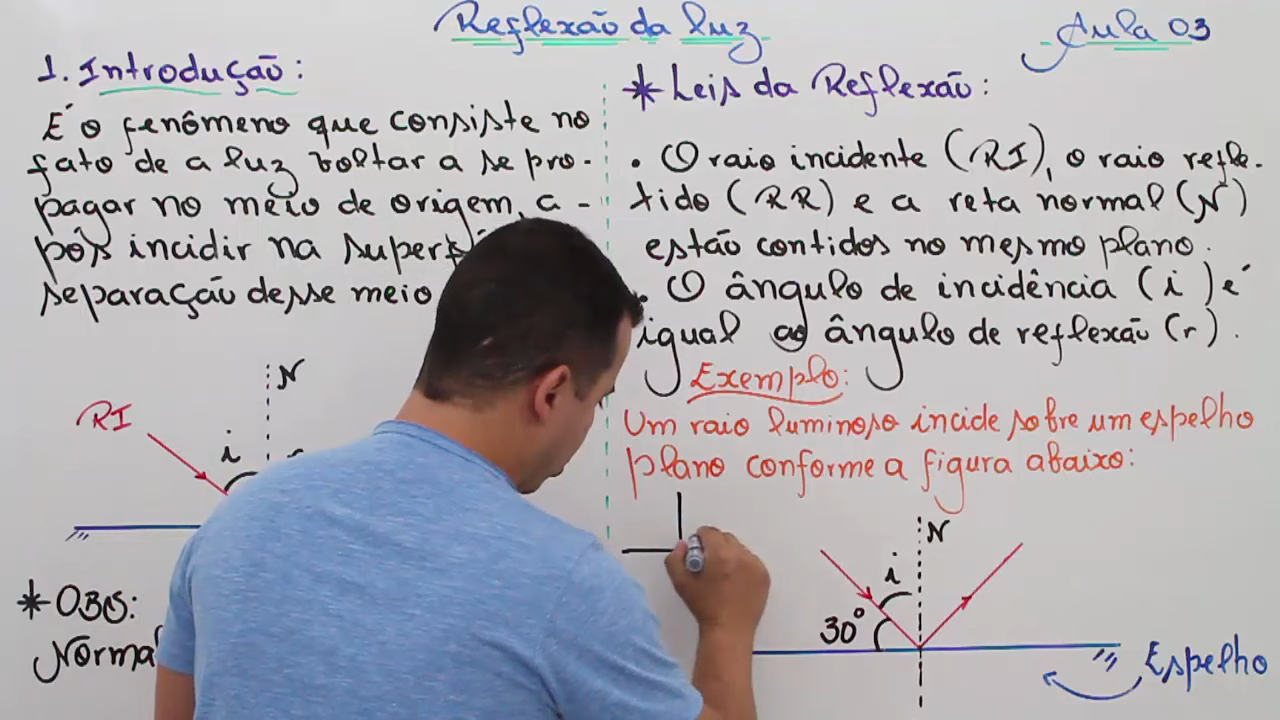 Reflexão da luz
Aula 03
1. Introdução:
É o fenômeno que consiste no
fato de a luz voltar a se pro-
pagar no meio de origem, a-
pós incidir na
separação desse meio
N
RI
i
* OBS:
* Leis da Reflexão:
• O raio incidente (RI), o raio refle-
tido (RR) e a reta normal (N)
estão contidos no mesmo plano.
• O ângulo de incidência (i) é
igual ao ângulo de reflexão (r).
Exemplo:
Um raio luminoso incide sobre um espelho
plano conforme a figura abaixo:
N
i
30°
Espelho